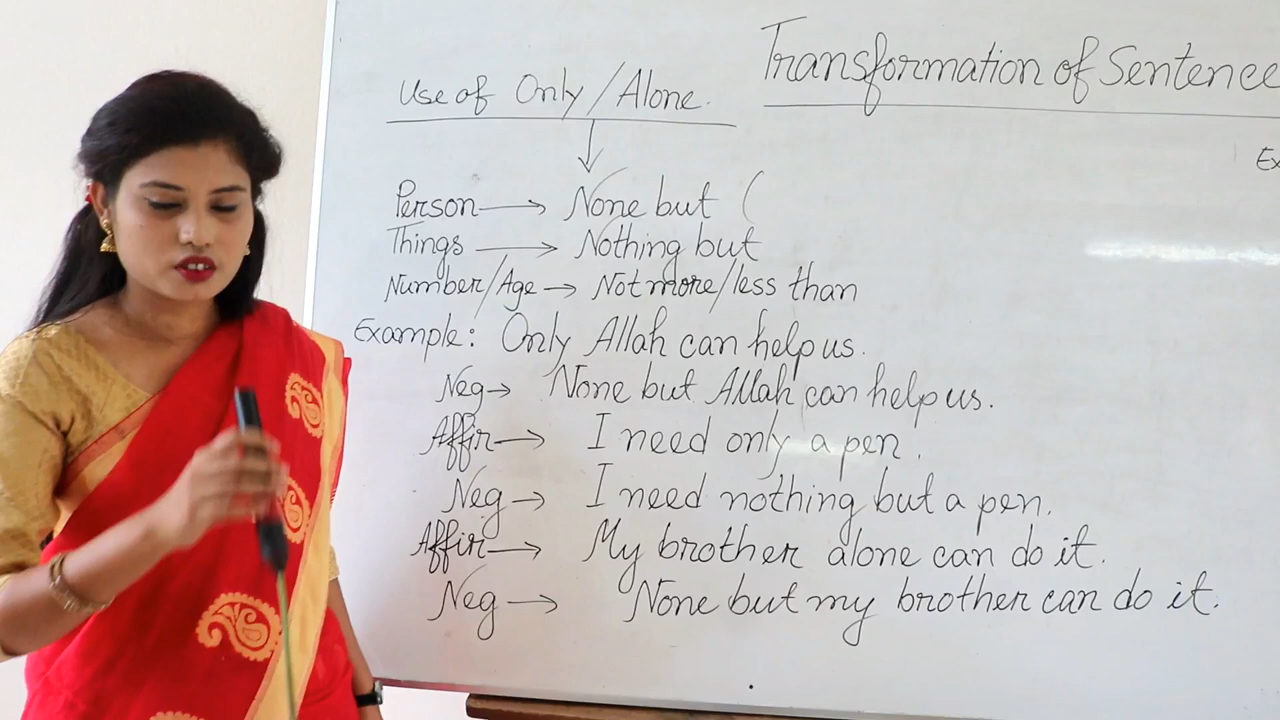 Transformation of Sentence
Use of Only/Alone.
Ex
Person → None but (
Things → Nothing but
Number/Age → Not more/less than
Example: Only Allah can help us.
Neg → None but Allah can help us.
Affir → I need only a pen.
Neg → I need nothing but a pen.
Affir → My brother alone can do it.
Neg → None but my brother can do it.